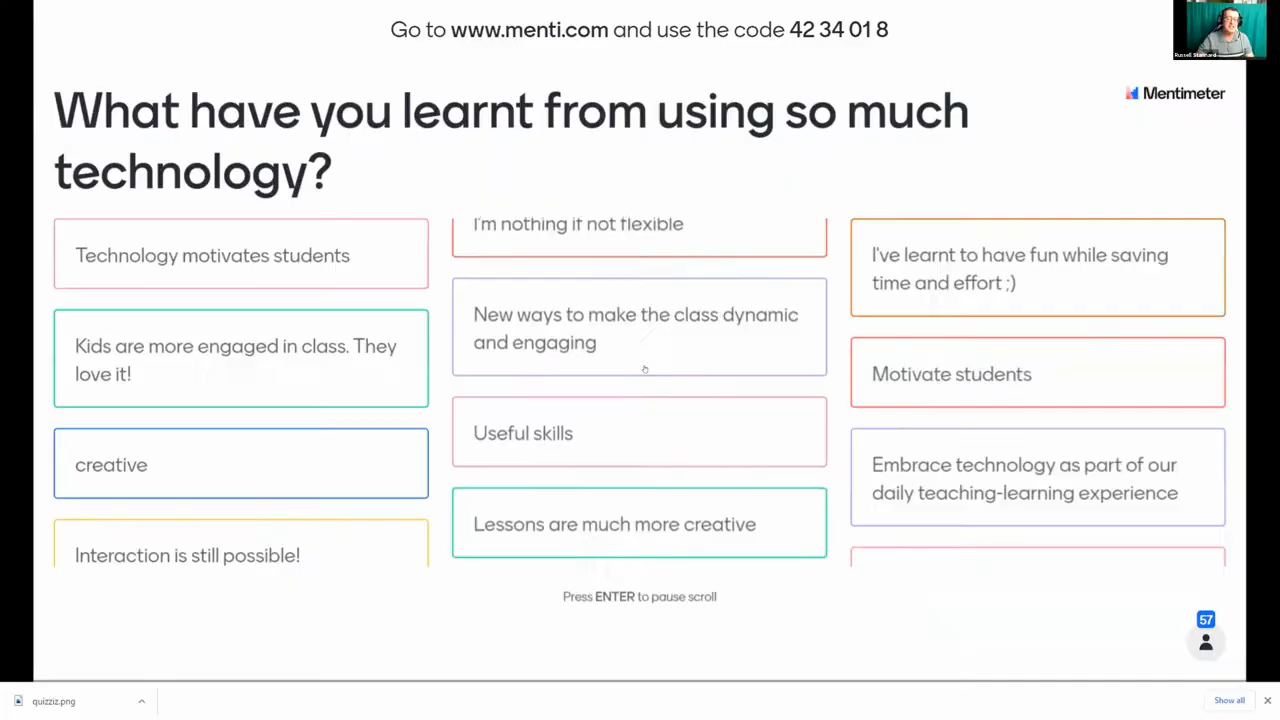 Go to www.menti.com and use the code 42 34 01 8
Russell Stannard
Mentimeter
What have you learnt from using so much
technology?
Technology motivates students
Kids are more engaged in class. They
love it!
creative
Interaction is still possible!
I'm nothing if not flexible
New ways to make the class dynamic
and engaging
Useful skills
Lessons are much more creative
I've learnt to have fun while saving
time and effort ;)
Motivate students
Embrace technology as part of our
daily teaching-learning experience
Press ENTER to pause scroll
57
quizziz.png
Show all